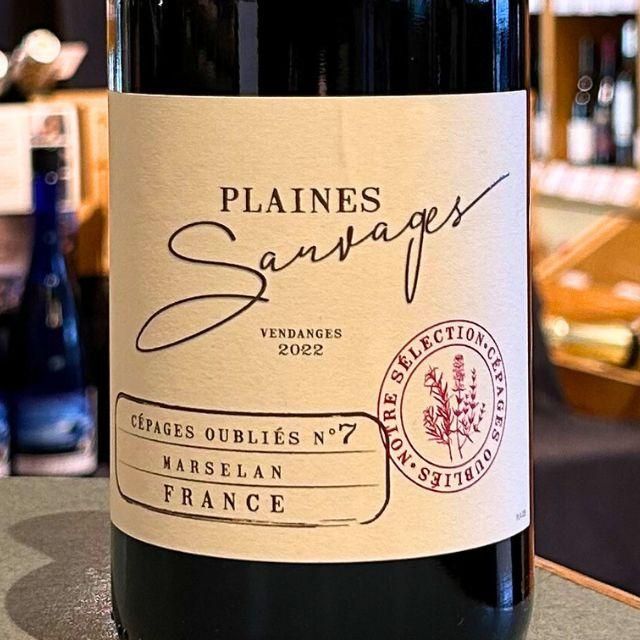 PLAINES
Sauvages
VENDANGES
2022
CÉPAGES OUBLIÉS N°7
MARSELAN
FRANCE
NOTRE SÉLECTION • CÉPAGES OUBLIÉS •